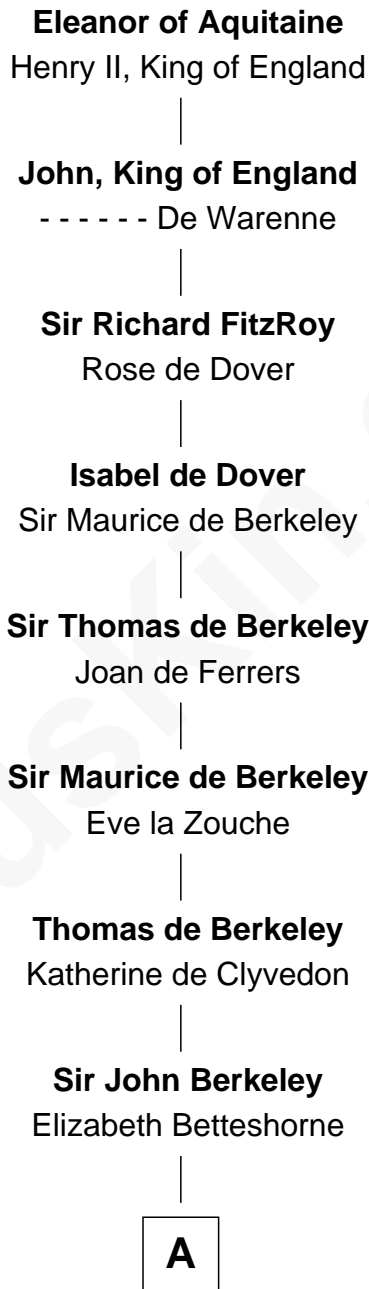 Eleanor of Aquitaine
Henry II, King of England
John, King of England
- - - - - - De Warenne
Sir Richard FitzRoy
Rose de Dover
Isabel de Dover
Sir Maurice de Berkeley
Sir Thomas de Berkeley
Joan de Ferrers
Sir Maurice de Berkeley
Eve la Zouche
Thomas de Berkeley
Katherine de Clyvedon
Sir John Berkeley
Elizabeth Betteshorne
A